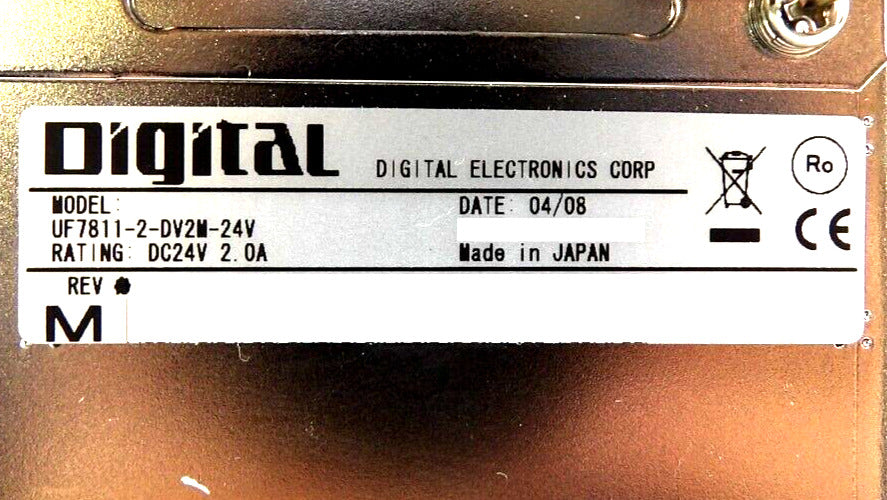 Digital DIGITAL ELECTRONICS CORP
Ro
CE
MODEL: DATE: 04/08
UF7811-2-DV2M-24V
RATING: DC24V 2.0A Made in JAPAN
REV
M